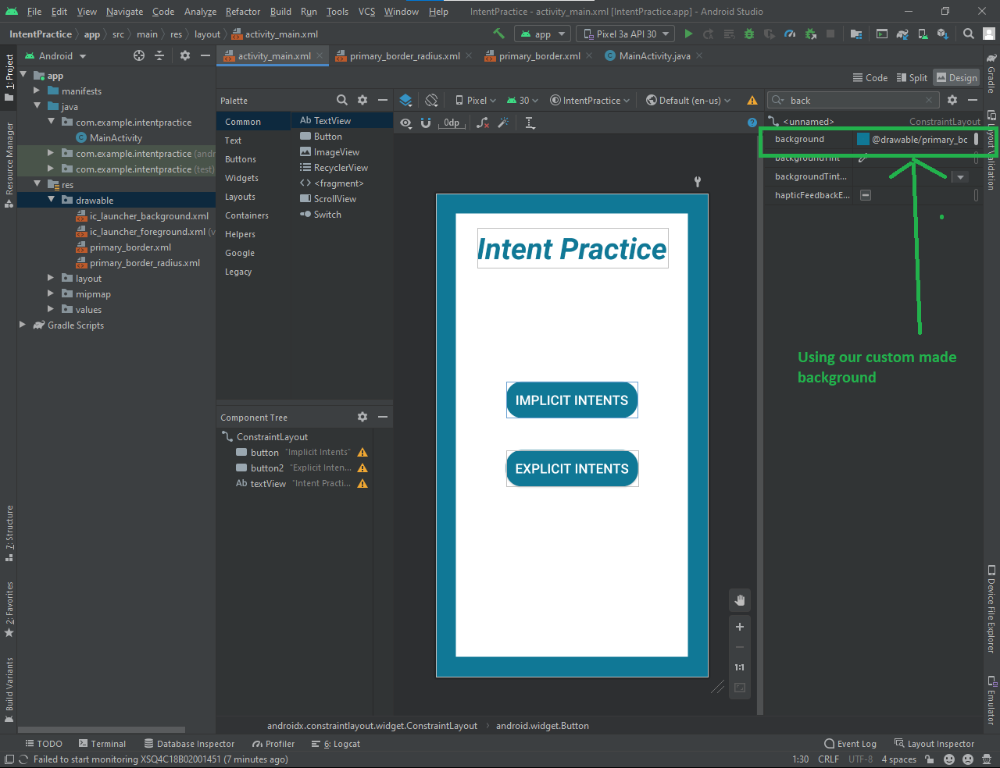 File Edit View Navigate Code Analyze Refactor Build Run Tools VCS Window Help IntentPractice - activity_main.xml [IntentPractice.app] - Android Studio
IntentPractice app src main res layout activity_main.xml app Pixel 3a API 30
Android activity_main.xml primary_border_radius.xml primary_border.xml MainActivity.java
1: Project
Resource Manager
7: Structure
2: Favorites
Build Variants
app
manifests
java
com.example.intentpractice
MainActivity
com.example.intentpractice (andr
com.example.intentpractice (test)
res
drawable
ic_launcher_background.xml
ic_launcher_foreground.xml (v
primary_border.xml
primary_border_radius.xml
layout
mipmap
values
Gradle Scripts
Code Split Design
Palette
Common
Text
Buttons
Widgets
Layouts
Containers
Helpers
Google
Legacy
Ab TextView
Button
ImageView
RecyclerView
<fragment>
ScrollView
Switch
Component Tree
ConstraintLayout
button "Implicit Intents"
button2 "Explicit Inten...
Ab textView "Intent Practi...
Pixel 30 IntentPractice Default (en-us)
0dp
Intent Practice
IMPLICIT INTENTS
EXPLICIT INTENTS
1:1
back
<unnamed> ConstraintLayout
background @drawable/primary_bc
backgroundTint
backgroundTint...
hapticFeedbackE...
Using our custom made
background
Gradle
Layout Validation
Device File Explorer
Emulator
androidx.constraintlayout.widget.ConstraintLayout android.widget.Button
TODO Terminal Database Inspector Profiler 6: Logcat Event Log Layout Inspector
Failed to start monitoring XSQ4C18B02001451 (7 minutes ago) 1:30 CRLF UTF-8 4 spaces